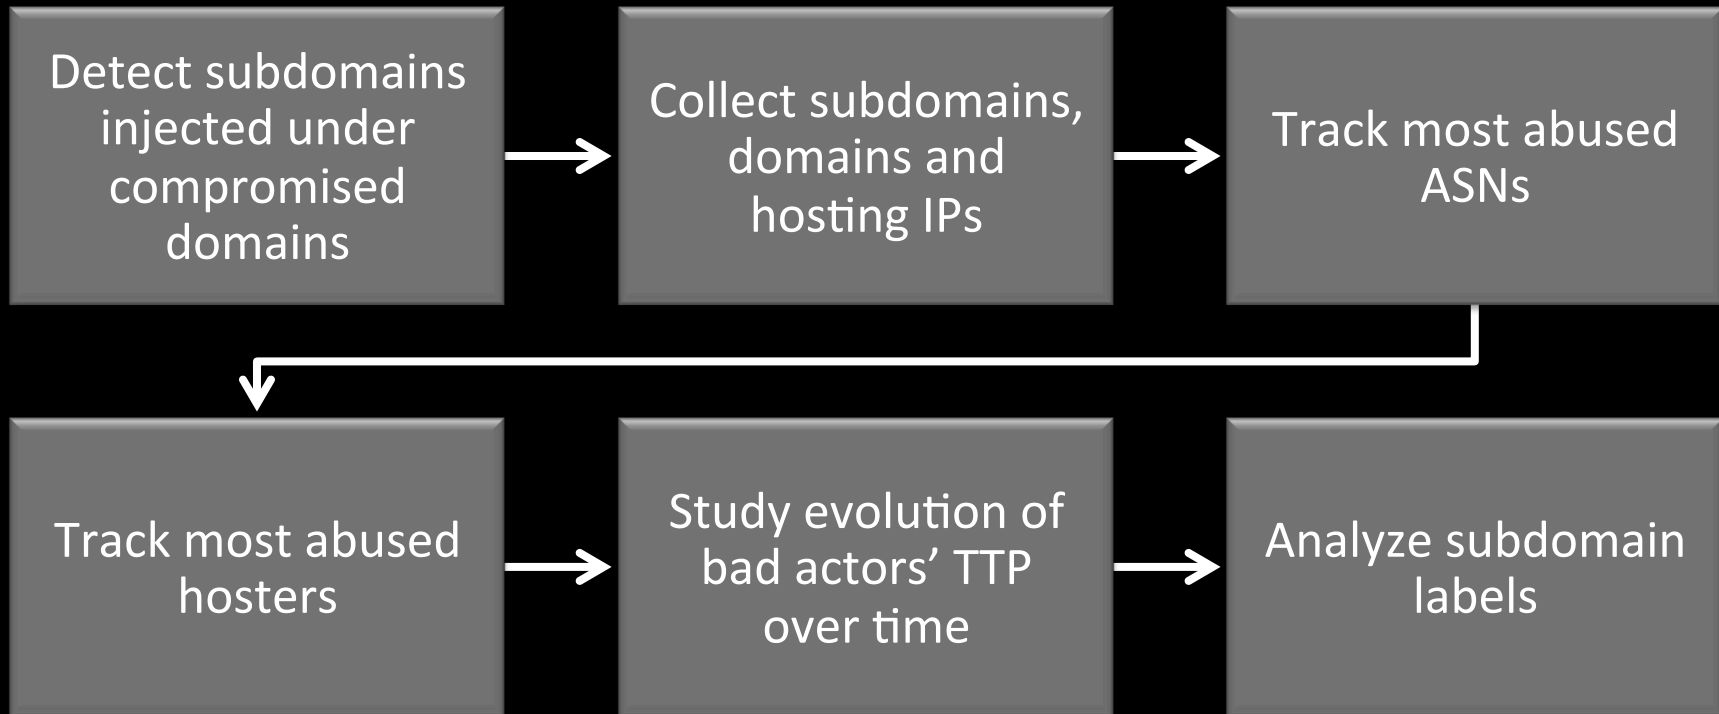 Detect subdomains
injected under
compromised
domains
Collect subdomains,
domains and
hosting IPs
Track most abused
ASNs
Track most abused
hosters
Study evolution of
bad actors’ TTP
over time
Analyze subdomain
labels